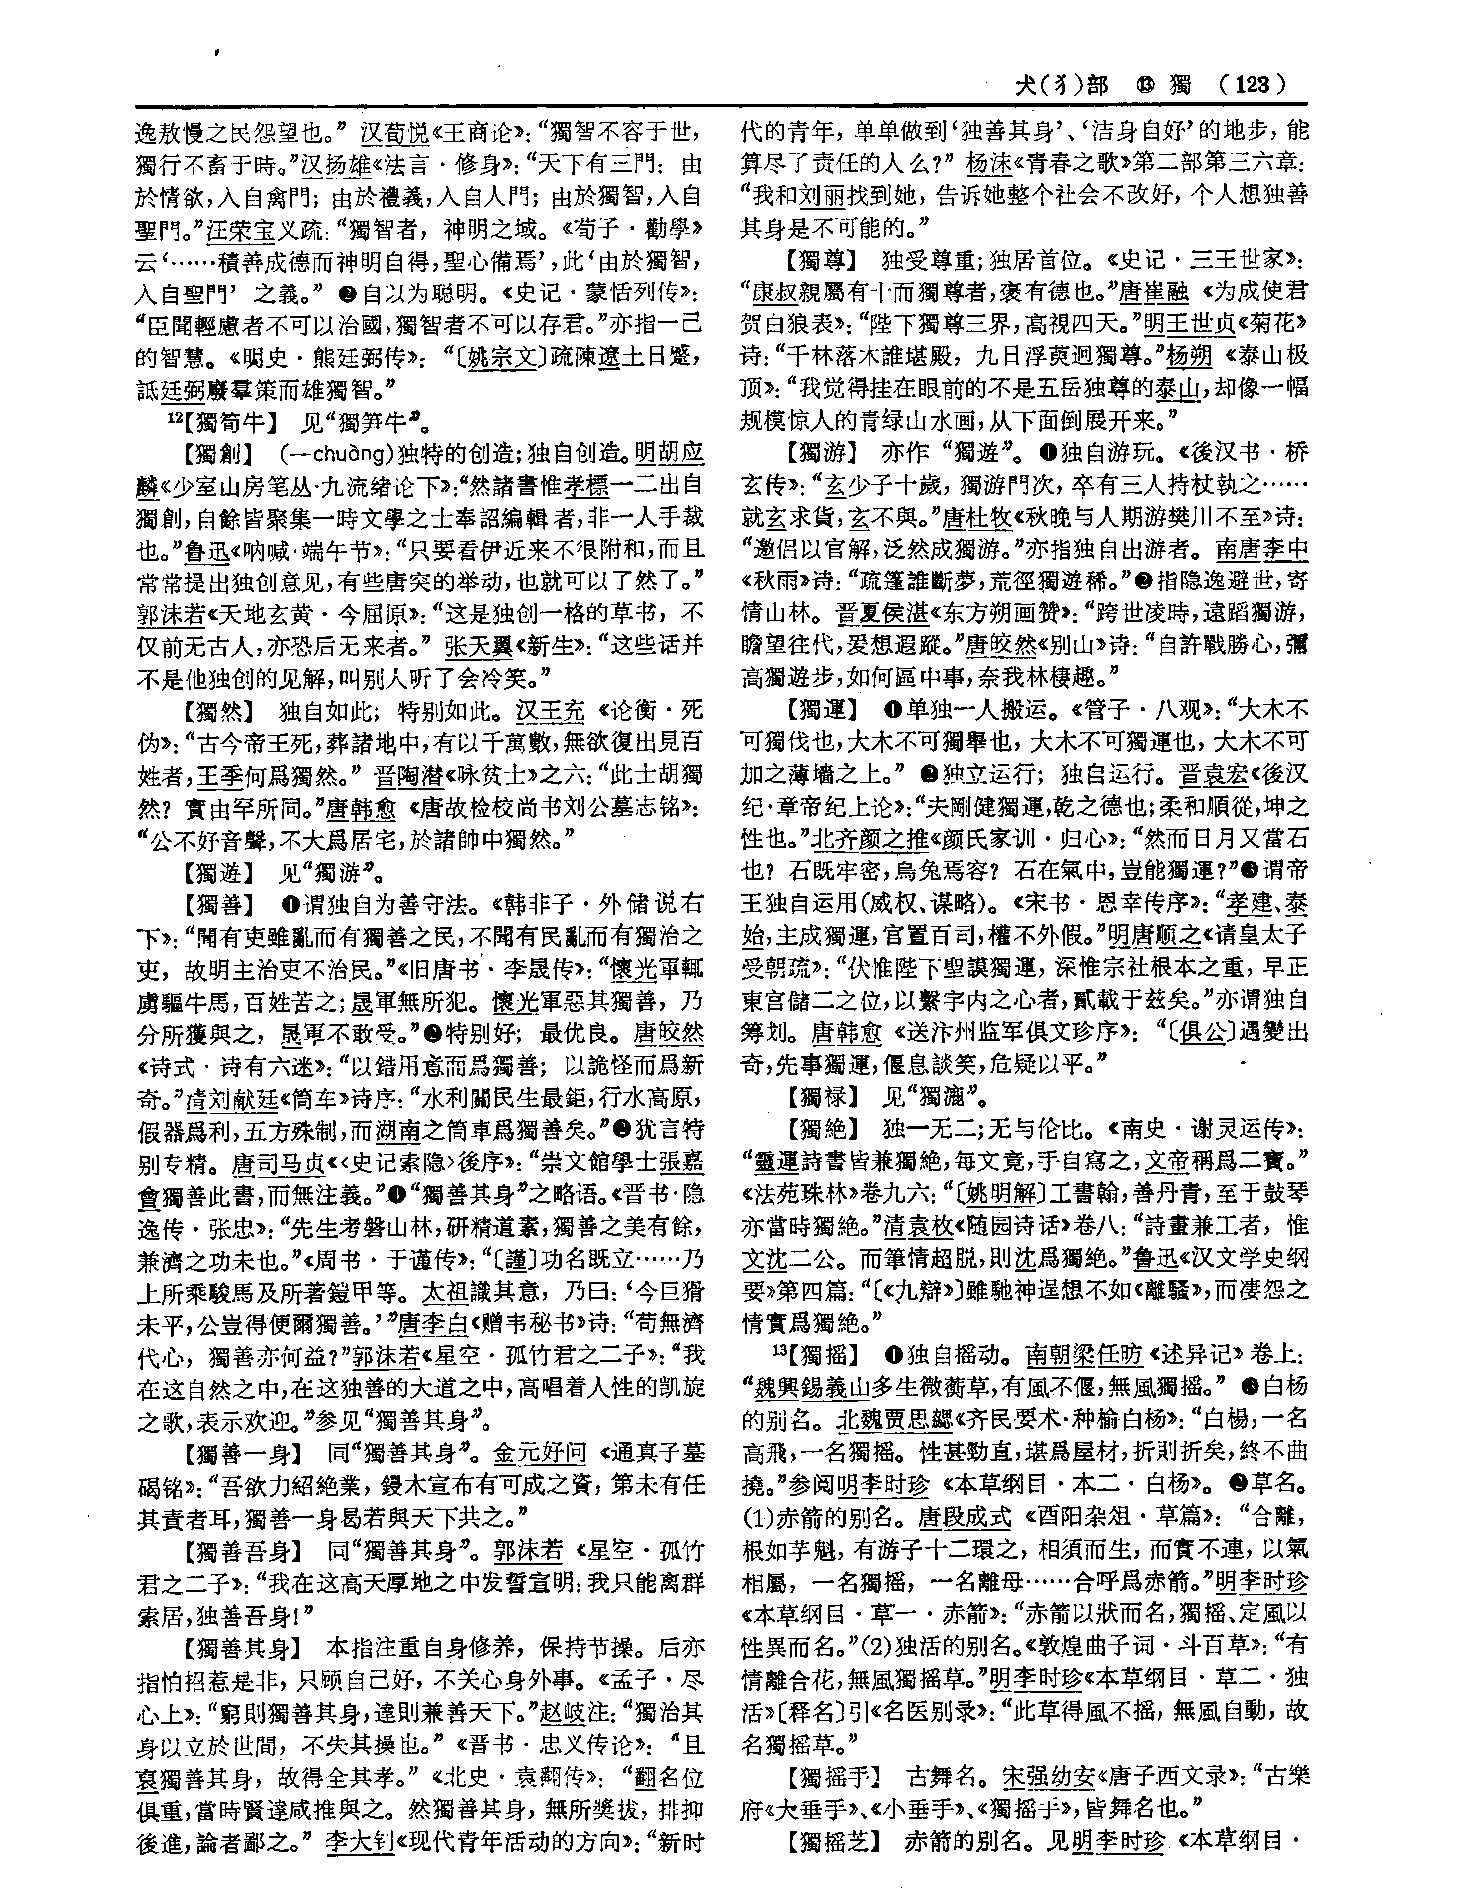 犬(犭)部 ⑬ 獨 (123)
逸敖慢之民怨望也。”汉荀悦《王商论》：“獨智不容于世，
獨行不畜于時。”汉扬雄《法言·修身》：“天下有三門：由
於情欲，入自禽門；由於禮義，入自人門；由於獨智，入自
聖門。”汪荣宝义疏：“獨智者，神明之域。《荀子·勸學》
云‘……積善成德而神明自得，聖心備焉’，此‘由於獨智，
入自聖門’之義。”❷自以为聪明。《史记·蒙恬列传》：
“臣聞輕慮者不可以治國，獨智者不可以存君。”亦指一己
的智慧。《明史·熊廷弼传》：“〔姚宗文〕疏陳遼土日蹙，
詆廷弼廢羣策而雄獨智。”
¹²【獨筍牛】 见“獨笋牛”。
【獨創】 (—chuàng)独特的创造；独自创造。明胡应
麟《少室山房笔丛·九流绪论下》：“然諸書惟孝標一二出自
獨創，自餘皆聚集一時文學之士奉詔編輯者，非一人手裁
也。”鲁迅《呐喊·端午节》：“只要看伊近来不很附和，而且
常常提出独创意见，有些唐突的举动，也就可以了然了。”
郭沫若《天地玄黄·今屈原》：“这是独创一格的草书，不
仅前无古人，亦恐后无来者。”张天翼《新生》：“这些话并
不是他独创的见解，叫别人听了会冷笑。”
【獨然】 独自如此；特别如此。汉王充《论衡·死
伪》：“古今帝王死，葬諸地中，有以千萬數，無欲復出見百
姓者，王季何爲獨然。”晋陶潜《咏贫士》之六：“此士胡獨
然？實由罕所同。”唐韩愈《唐故检校尚书刘公墓志铭》：
“公不好音聲，不大爲居宅，於諸帥中獨然。”
【獨遊】 见“獨游”。
【獨善】 ❶谓独自为善守法。《韩非子·外储说右
下》：“聞有吏雖亂而有獨善之民，不聞有民亂而有獨治之
吏，故明主治吏不治民。”《旧唐书·李晟传》：“懷光軍輒
虜驅牛馬，百姓苦之；晟軍無所犯。懷光軍惡其獨善，乃
分所獲與之，晟軍不敢受。”❷特别好；最优良。唐皎然
《诗式·诗有六迷》：“以錯用意而爲獨善；以詭怪而爲新
奇。”清刘献廷《筒车》诗序：“水利關民生最鉅，行水高原，
假器爲利，五方殊制，而湖南之筒車爲獨善矣。”❸犹言特
别专精。唐司马贞《〈史记索隐〉後序》：“崇文館學士張嘉
會獨善此書，而無注義。”❹“獨善其身”之略语。《晋书·隐
逸传·张忠》：“先生考磐山林，研精道素，獨善之美有餘，
兼濟之功未也。”《周书·于谨传》：“〔謹〕功名既立……乃
上所乘駿馬及所著鎧甲等。太祖識其意，乃曰：‘今巨猾
未平，公豈得便爾獨善。’”唐李白《赠韦秘书》诗：“苟無濟
代心，獨善亦何益？”郭沫若《星空·孤竹君之二子》：“我
在这自然之中，在这独善的大道之中，高唱着人性的凯旋
之歌，表示欢迎。”参见“獨善其身”。
【獨善一身】 同“獨善其身”。金元好问《通真子墓
碣铭》：“吾欲力紹絶業，鋟木宣布有可成之資，第未有任
其責者耳，獨善一身曷若與天下共之。”
【獨善吾身】 同“獨善其身”。郭沫若《星空·孤竹
君之二子》：“我在这高天厚地之中发誓宣明：我只能离群
索居，独善吾身！”
【獨善其身】 本指注重自身修养，保持节操。后亦
指怕招惹是非，只顾自己好，不关心身外事。《孟子·尽
心上》：“窮則獨善其身，達則兼善天下。”赵岐注：“獨治其
身以立於世間，不失其操也。”《晋书·忠义传论》：“且
裒獨善其身，故得全其孝。”《北史·袁翻传》：“翻名位
俱重，當時賢達咸推與之。然獨善其身，無所獎拔，排抑
後進，論者鄙之。”李大钊《现代青年活动的方向》：“新时
代的青年，单单做到‘独善其身’、‘洁身自好’的地步，能
算尽了责任的人么？”杨沫《青春之歌》第二部第三六章：
“我和刘丽找到她，告诉她整个社会不改好，个人想独善
其身是不可能的。”
【獨尊】 独受尊重；独居首位。《史记·三王世家》：
“康叔親屬有十而獨尊者，褒有德也。”唐崔融《为成使君
贺白狼表》：“陛下獨尊三界，高視四天。”明王世贞《菊花》
诗：“千林落木誰堪殿，九日浮萸迥獨尊。”杨朔《泰山极
顶》：“我觉得挂在眼前的不是五岳独尊的泰山，却像一幅
规模惊人的青绿山水画，从下面倒展开来。”
【獨游】 亦作“獨遊”。❶独自游玩。《後汉书·桥
玄传》：“玄少子十歲，獨游門次，卒有三人持杖執之……
就玄求貨，玄不與。”唐杜牧《秋晚与人期游樊川不至》诗：
“邀侣以官解，泛然成獨游。”亦指独自出游者。南唐李中
《秋雨》诗：“疏篷誰斷夢，荒徑獨遊稀。”❷指隐逸避世，寄
情山林。晋夏侯湛《东方朔画赞》：“跨世凌時，遠蹈獨游，
瞻望往代，爰想遐蹤。”唐皎然《别山》诗：“自許戰勝心，彌
高獨遊步，如何區中事，奈我林棲趣。”
【獨運】 ❶单独一人搬运。《管子·八观》：“大木不
可獨伐也，大木不可獨舉也，大木不可獨運也，大木不可
加之薄墻之上。”❷独立运行；独自运行。晋袁宏《後汉
纪·章帝纪上论》：“夫剛健獨運，乾之德也；柔和順從，坤之
性也。”北齐颜之推《颜氏家训·归心》：“然而日月又當石
也？石既牢密，烏兔焉容？石在氣中，豈能獨運？”❸谓帝
王独自运用(威权、谋略)。《宋书·恩幸传序》：“孝建、泰
始，主成獨運，官置百司，權不外假。”明唐顺之《请皇太子
受朝疏》：“伏惟陛下聖謨獨運，深惟宗社根本之重，早正
東宫儲二之位，以繫宇内之心者，貳載于兹矣。”亦谓独自
筹划。唐韩愈《送汴州监军俱文珍序》：“〔俱公〕遇變出
奇，先事獨運，偃息談笑，危疑以平。”
【獨禄】 见“獨漉”。
【獨絶】 独一无二；无与伦比。《南史·谢灵运传》：
“靈運詩書皆兼獨絶，每文竟，手自寫之，文帝稱爲二寶。”
《法苑珠林》卷九六：“〔姚明解〕工書翰，善丹青，至于鼓琴
亦當時獨絶。”清袁枚《随园诗话》卷八：“詩畫兼工者，惟
文沈二公。而筆情超脱，則沈爲獨絶。”鲁迅《汉文学史纲
要》第四篇：“〔《九辯》〕雖馳神逞想不如《離騷》，而淒怨之
情實爲獨絶。”
¹³【獨摇】 ❶独自摇动。南朝梁任昉《述异记》卷上：
“魏興錫義山多生微蘅草，有風不偃，無風獨摇。”❷白杨
的别名。北魏贾思勰《齐民要术·种榆白杨》：“白楊，一名
高飛，一名獨摇。性甚勁直，堪爲屋材，折則折矣，終不曲
撓。”参阅明李时珍《本草纲目·木二·白杨》。❸草名。
(1)赤箭的别名。唐段成式《酉阳杂俎·草篇》：“合離，
根如芋魁，有游子十二環之，相須而生，而實不連，以氣
相屬，一名獨摇，一名離母……合呼爲赤箭。”明李时珍
《本草纲目·草一·赤箭》：“赤箭以狀而名，獨摇、定風以
性異而名。”(2)独活的别名。《敦煌曲子词·斗百草》：“有
情離合花，無風獨摇草。”明李时珍《本草纲目·草二·独
活》〔释名〕引《名医别录》：“此草得風不摇，無風自動，故
名獨摇草。”
【獨摇手】 古舞名。宋强幼安《唐子西文录》：“古樂
府《大垂手》、《小垂手》、《獨摇手》，皆舞名也。”
【獨摇芝】 赤箭的别名。见明李时珍《本草纲目·